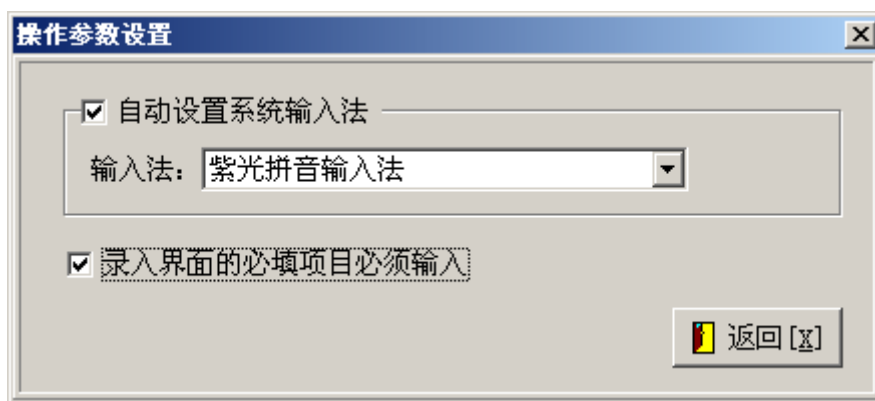 操作参数设置
自动设置系统输入法
输入法: 紫光拼音输入法
录入界面的必填项目必须输入
返回[X]